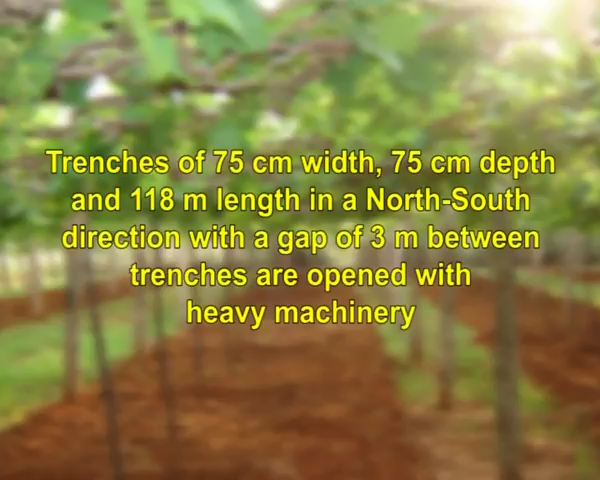 Trenches of 75 cm width, 75 cm depth
and 118 m length in a North-South
direction with a gap of 3 m between
trenches are opened with
heavy machinery